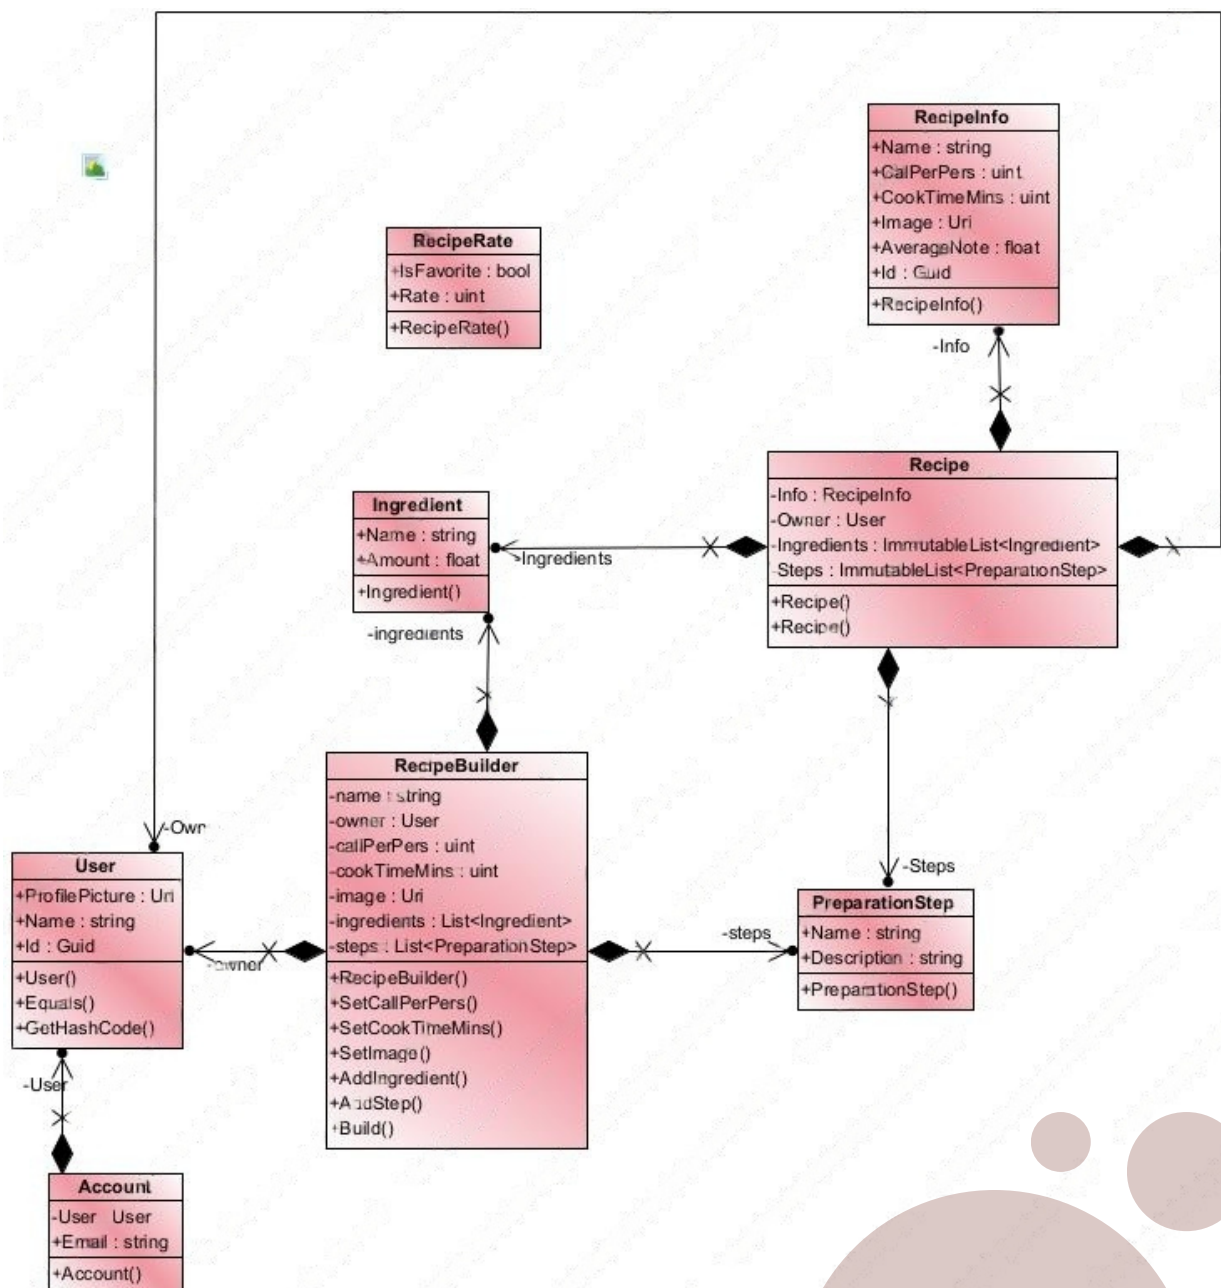 RecipeInfo
+Name : string
+CalPerPers : uint
+CookTimeMins : uint
+Image : Uri
+AverageNote : float
+Id : Guid
+RecipeInfo()
-Info
RecipeRate
+IsFavorite : bool
+Rate : uint
+RecipeRate()
Recipe
-Info : RecipeInfo
-Owner : User
-Ingredients : ImmutableList<Ingredient>
-Steps : ImmutableList<PreparationStep>
+Recipe()
+Recipe()
Ingredient
+Name : string
+Amount : float
+Ingredient()
-Ingredients
-ingredients
RecipeBuilder
-name : string
-owner : User
-callPerPers : uint
-cookTimeMins : uint
-image : Uri
-ingredients : List<Ingredient>
-steps : List<PreparationStep>
+RecipeBuilder()
+SetCallPerPers()
+SetCookTimeMins()
+SetImage()
+AddIngredient()
+AddStep()
+Build()
-Owr
User
+ProfilePicture : Uri
+Name : string
+Id : Guid
+User()
+Equals()
+GetHashCode()
-owner
-steps
-Steps
PreparationStep
+Name : string
+Description : string
+PreparationStep()
-User
Account
-User User
+Email : string
+Account()